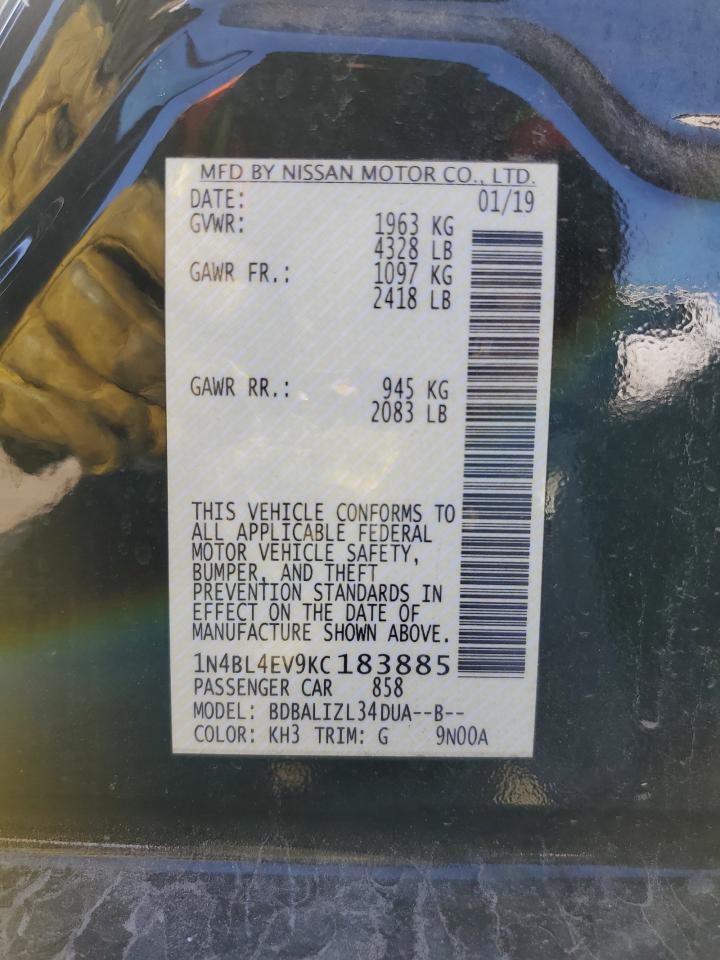 MFD BY NISSAN MOTOR CO., LTD.
DATE: 01/19
GVWR: 1963 KG
4328 LB
GAWR FR.: 1097 KG
2418 LB
GAWR RR.: 945 KG
2083 LB
THIS VEHICLE CONFORMS TO
ALL APPLICABLE FEDERAL
MOTOR VEHICLE SAFETY,
BUMPER, AND THEFT
PREVENTION STANDARDS IN
EFFECT ON THE DATE OF
MANUFACTURE SHOWN ABOVE.
1N4BL4EV9KC183885
PASSENGER CAR 858
MODEL: BDBALIZL34DUA--B--
COLOR: KH3 TRIM: G 9N00A